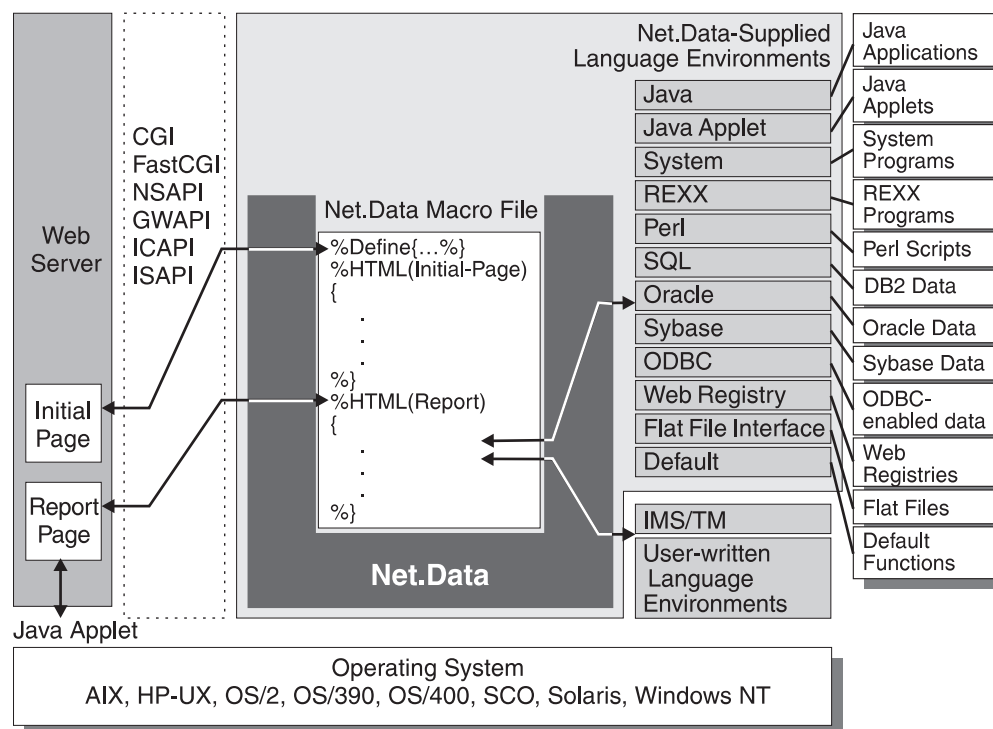 Web
Server
Initial
Page
Report
Page
Java Applet
CGI
FastCGI
NSAPI
GWAPI
ICAPI
ISAPI
Net.Data Macro File
%Define{...%}
%HTML(Initial-Page)
{
.
.
.
%}
%HTML(Report)
{
.
.
.
%}
Net.Data
Net.Data-Supplied
Language Environments
Java
Java Applet
System
REXX
Perl
SQL
Oracle
Sybase
ODBC
Web Registry
Flat File Interface
Default
IMS/TM
User-written
Language
Environments
Java
Applications
Java
Applets
System
Programs
REXX
Programs
Perl Scripts
DB2 Data
Oracle Data
Sybase Data
ODBC-
enabled data
Web
Registries
Flat Files
Default
Functions
Operating System
AIX, HP-UX, OS/2, OS/390, OS/400, SCO, Solaris, Windows NT